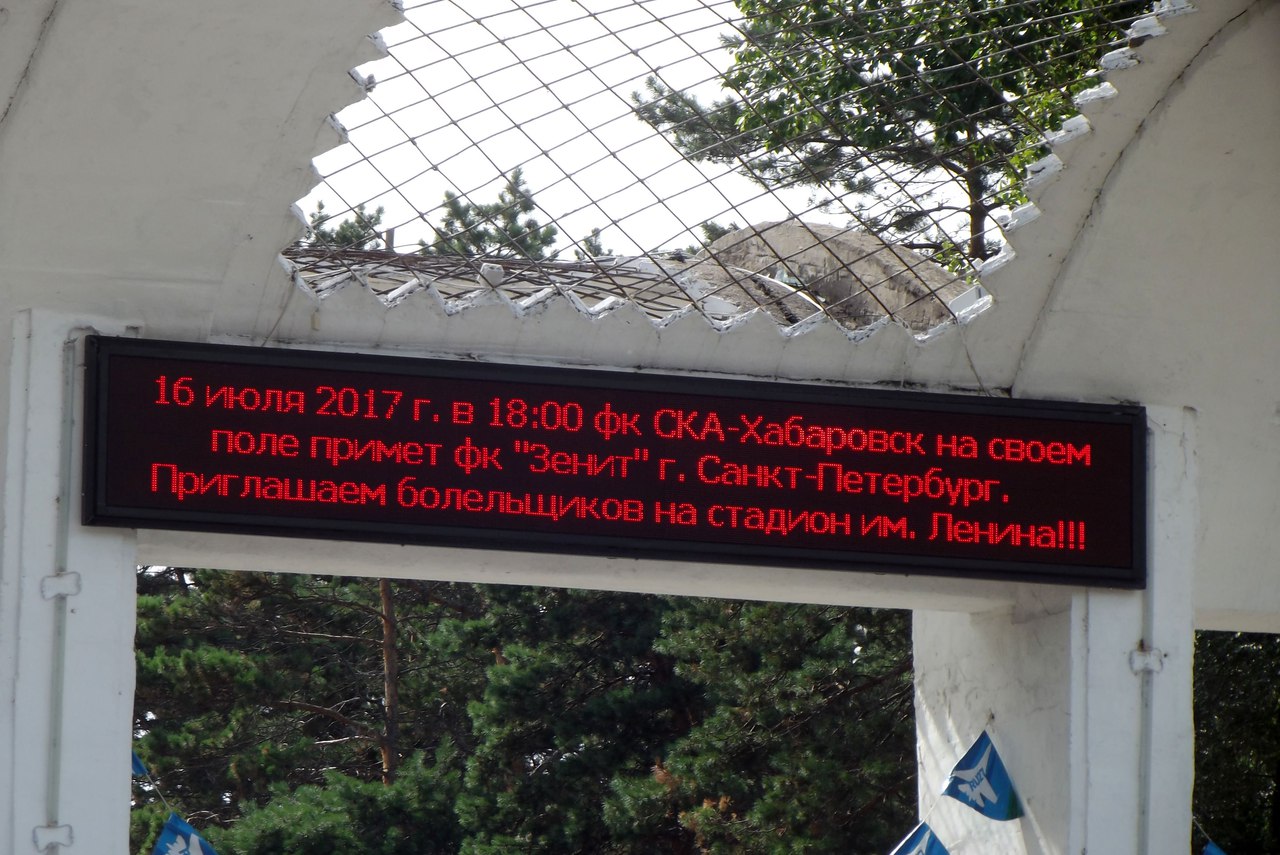 16 июля 2017 г. в 18:00 фк СКА-Хабаровск на своем
поле примет фк "Зенит" г. Санкт-Петербург.
Приглашаем болельщиков на стадион им. Ленина!!!